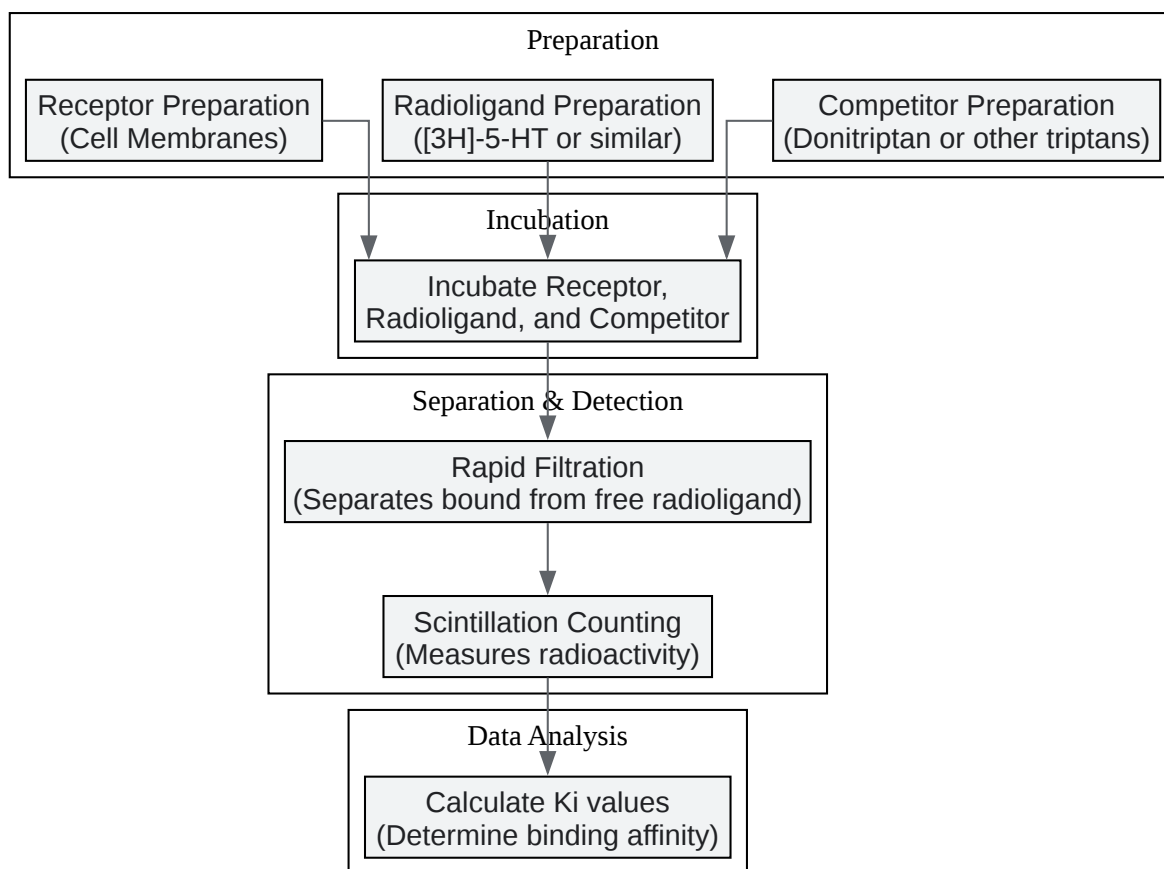 Preparation
Receptor Preparation
(Cell Membranes)
Radioligand Preparation
([3H]-5-HT or similar)
Competitor Preparation
(Donitriptan or other triptans)
Incubation
Incubate Receptor,
Radioligand, and Competitor
Separation & Detection
Rapid Filtration
(Separates bound from free radioligand)
Scintillation Counting
(Measures radioactivity)
Data Analysis
Calculate Ki values
(Determine binding affinity)